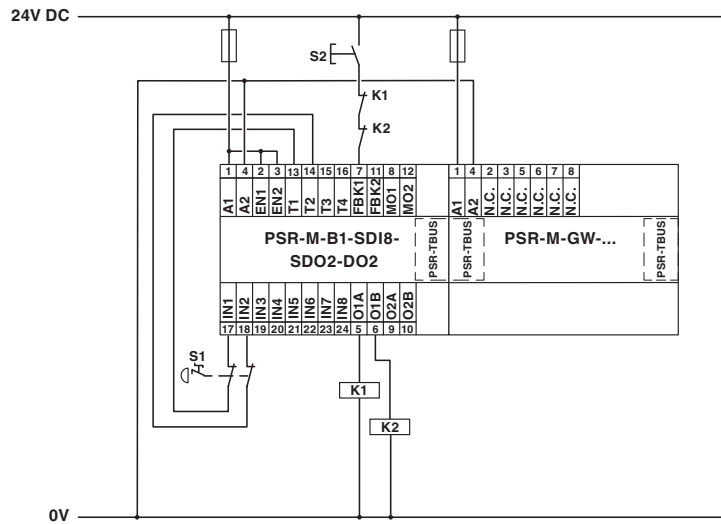 24V DC
S2
K1
K2
1 4 2 3 13 14 15 16 7 11 8 12
A1 A2 EN1 EN2 T1 T2 T3 T4 FBK1 FBK2 MO1 MO2
1 4 2 3 5 6 7 8
A1 A2 N.C. N.C. N.C. N.C. N.C. N.C.
PSR-M-B1-SDI8-
SDO2-DO2
PSR-TBUS
PSR-TBUS
PSR-M-GW-...
PSR-TBUS
IN1 IN2 IN3 IN4 IN5 IN6 IN7 IN8 O1A O1B O2A O2B
17 18 19 20 21 22 23 24 5 6 9 10
S1
K1
K2
0V